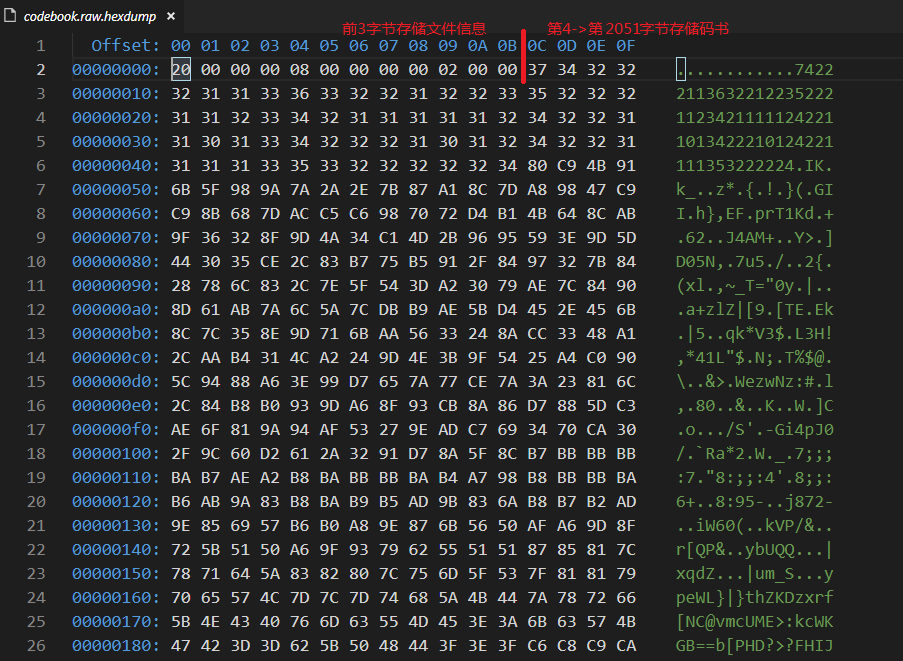 codebook.raw.hexdump ×
前3字节存储文件信息 第4->第2051字节存储码书
1 Offset: 00 01 02 03 04 05 06 07 08 09 0A 0B 0C 0D 0E 0F
2 00000000: 20 00 00 00 08 00 00 00 00 02 00 00 37 34 32 32 ............7422
3 00000010: 32 31 31 33 36 33 32 32 31 32 32 33 35 32 32 32 2113632212235222
4 00000020: 31 31 32 33 34 32 31 31 31 31 31 32 34 32 32 31 1123421111124221
5 00000030: 31 30 31 33 34 32 32 32 31 30 31 32 34 32 32 31 1013422210124221
6 00000040: 31 31 31 33 35 33 32 32 32 32 32 34 80 C9 4B 91 111353222224.IK.
7 00000050: 6B 5F 98 9A 7A 2A 2E 7B 87 A1 8C 7D A8 98 47 C9 k_..z*.{.!.}(.GI
8 00000060: C9 8B 68 7D AC C5 C6 98 70 72 D4 B1 4B 64 8C AB I.h},EF.prT1Kd.+
9 00000070: 9F 36 32 8F 9D 4A 34 C1 4D 2B 96 95 59 3E 9D 5D .62..J4AM+..Y>.]
10 00000080: 44 30 35 CE 2C 83 B7 75 B5 91 2F 84 97 32 7B 84 D05N,.7u5./..2{.
11 00000090: 28 78 6C 83 2C 7E 5F 54 3D A2 30 79 AE 7C 84 90 (xl.,~_T="0y.|..
12 000000a0: 8D 61 AB 7A 6C 5A 7C DB B9 AE 5B D4 45 2E 45 6B .a+zlZ|[9.[TE.Ek
13 000000b0: 8C 7C 35 8E 9D 71 6B AA 56 33 24 8A CC 33 48 A1 .|5..qk*V3$.L3H!
14 000000c0: 2C AA B4 31 4C A2 24 9D 4E 3B 9F 54 25 A4 C0 90 ,*41L"$.N;.T%$@.
15 000000d0: 5C 94 88 A6 3E 99 D7 65 7A 77 CE 7A 3A 23 81 6C \..&>.WezwNz:#.l
16 000000e0: 2C 84 B8 B0 93 9D A6 8F 93 CB 8A 86 D7 88 5D C3 ,.80..&..K..W.]C
17 000000f0: AE 6F 81 9A 94 AF 53 27 9E AD C7 69 34 70 CA 30 .o.../S'.-Gi4pJ0
18 00000100: 2F 9C 60 D2 61 2A 32 91 D7 8A 5F 8C B7 BB BB BB /.`Ra*2.W._.7;;;
19 00000110: BA B7 AE A2 B8 BA BB BB BA B4 A7 98 B8 BB BB BA :7."8:;;:4'.8;;:
20 00000120: B6 AB 9A 83 B8 BA B9 B5 AD 9B 83 6A B8 B7 B2 AD 6+..8:95-..j872-
21 00000130: 9E 85 69 57 B6 B0 A8 9E 87 6B 56 50 AF A6 9D 8F ..iW60(..kVP/&..
22 00000140: 72 5B 51 50 A6 9F 93 79 62 55 51 51 87 85 81 7C r[QP&..ybUQQ...|
23 00000150: 78 71 64 5A 83 82 80 7C 75 6D 5F 53 7F 81 81 79 xqdZ...|um_S...y
24 00000160: 70 65 57 4C 7D 7C 7D 74 68 5A 4B 44 7A 78 72 66 peWL}|}thZKDzxrf
25 00000170: 5B 4E 43 40 76 6D 63 55 4D 45 3E 3A 6B 63 57 4B [NC@vmcUME>:kcWK
26 00000180: 47 42 3D 3D 62 5B 50 48 44 3F 3E 3F C6 C8 C9 CA GB==b[PHD?>?FHIJ